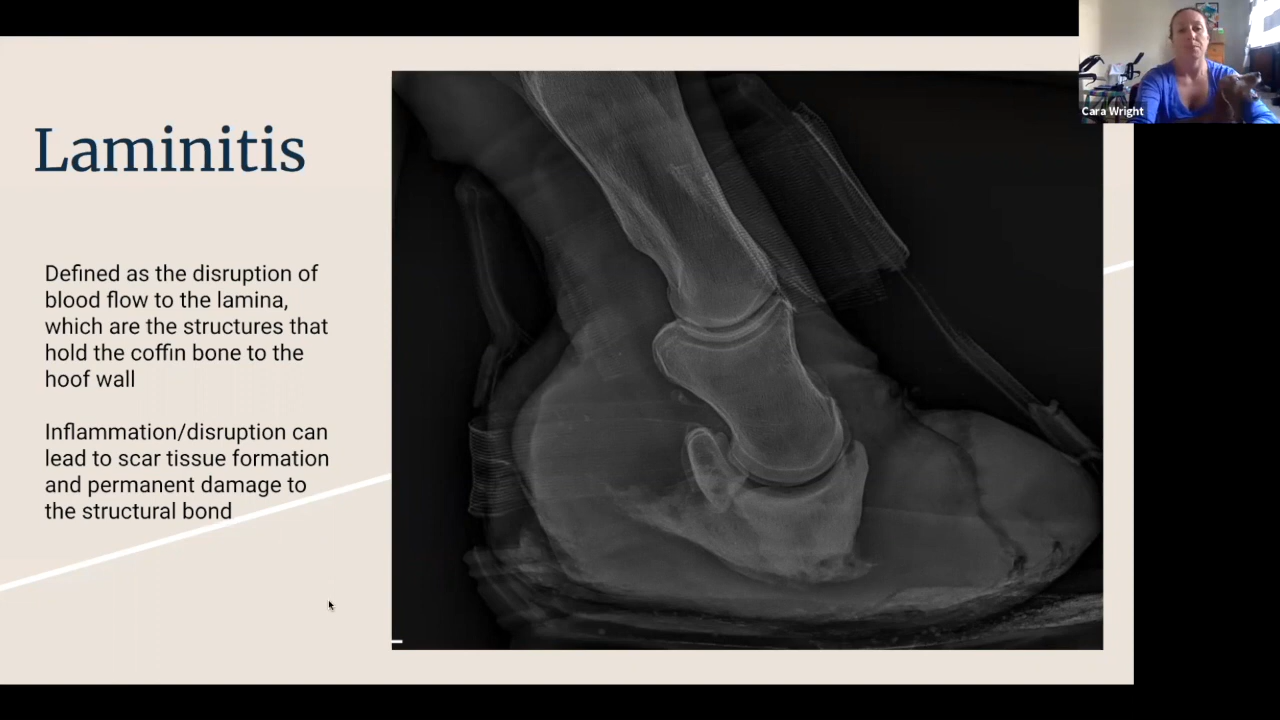 Cara Wright
Laminitis
Defined as the disruption of
blood flow to the lamina,
which are the structures that
hold the coffin bone to the
hoof wall
Inflammation/disruption can
lead to scar tissue formation
and permanent damage to
the structural bond